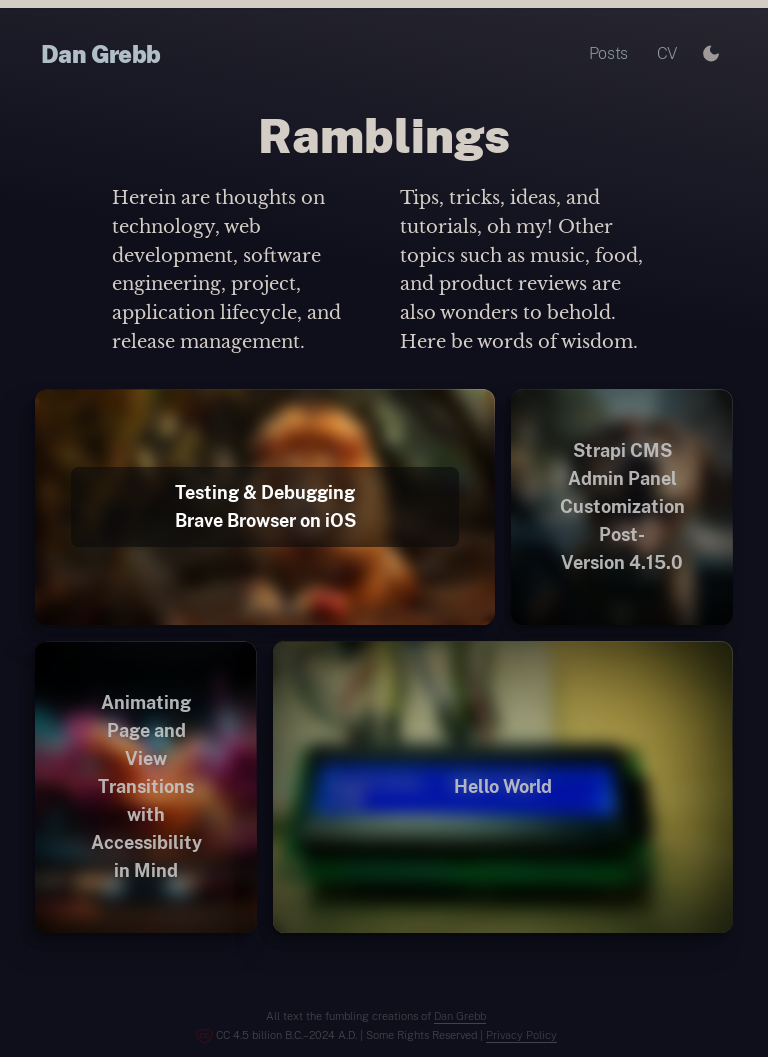 Dan Grebb
Posts CV
Ramblings
Herein are thoughts on
technology, web
development, software
engineering, project,
application lifecycle, and
release management.
Tips, tricks, ideas, and
tutorials, oh my! Other
topics such as music, food,
and product reviews are
also wonders to behold.
Here be words of wisdom.
Testing & Debugging
Brave Browser on iOS
Strapi CMS
Admin Panel
Customization
Post-
Version 4.15.0
Animating
Page and
View
Transitions
with
Accessibility
in Mind
Hello World
All text the fumbling creations of Dan Grebb
CC 4.5 billion B.C.–2024 A.D. | Some Rights Reserved | Privacy Policy